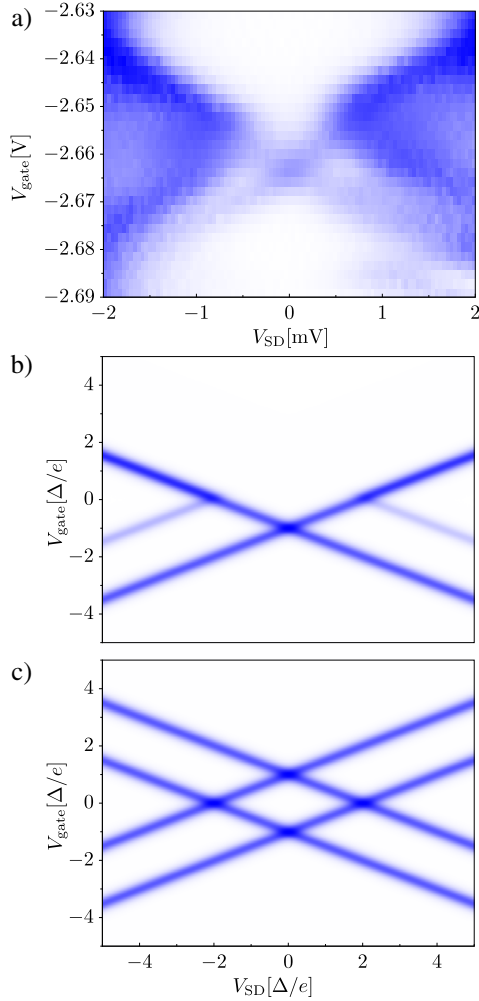 a)
−2.63
−2.64
−2.65
−2.66
−2.67
−2.68
−2.69
V_gate[V]
−2 −1 0 1 2
V_SD[mV]
b)
4
2
0
−2
−4
V_gate[Δ/e]
c)
4
2
0
−2
−4
V_gate[Δ/e]
−4 −2 0 2 4
V_SD[Δ/e]